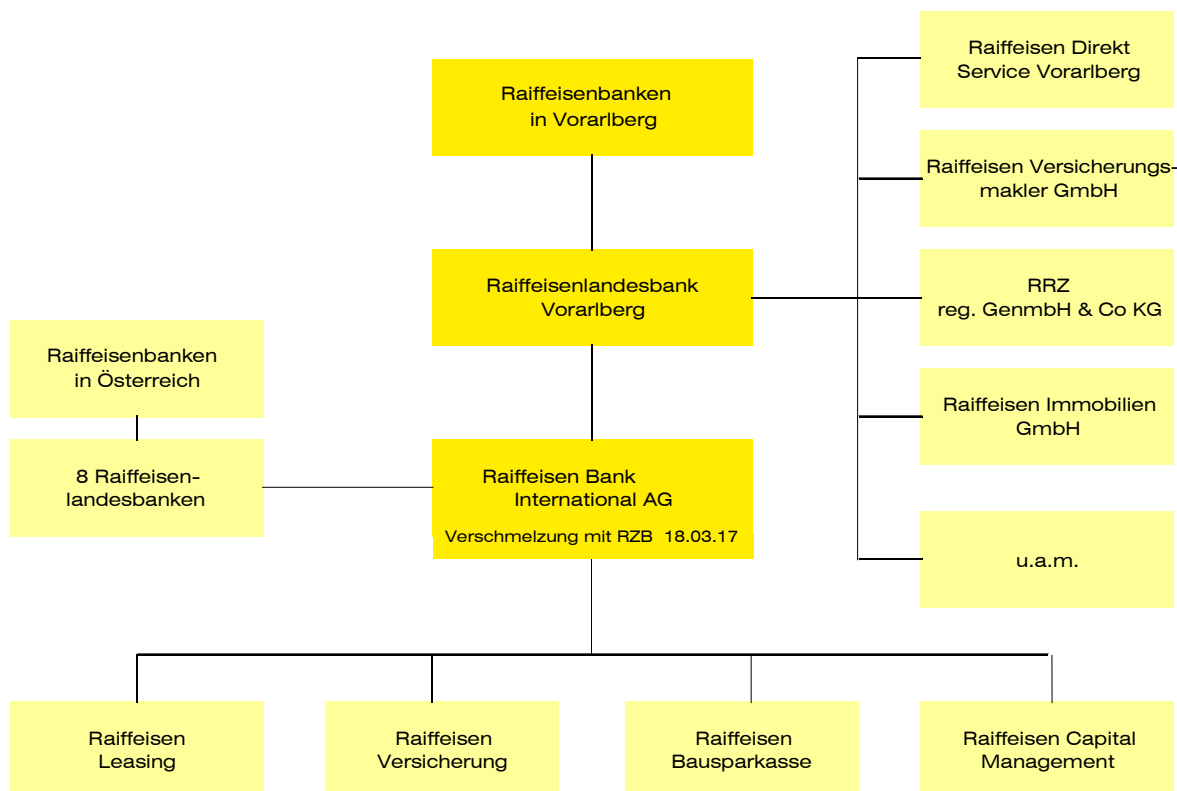 Raiffeisenbanken
in Vorarlberg
Raiffeisen Direkt
Service Vorarlberg
Raiffeisen Versicherungs-
makler GmbH
Raiffeisenlandesbank
Vorarlberg
RRZ
reg. GenmbH & Co KG
Raiffeisenbanken
in Österreich
Raiffeisen Immobilien
GmbH
8 Raiffeisen-
landesbanken
Raiffeisen Bank
International AG
Verschmelzung mit RZB 18.03.17
u.a.m.
Raiffeisen
Leasing
Raiffeisen
Versicherung
Raiffeisen
Bausparkasse
Raiffeisen Capital
Management